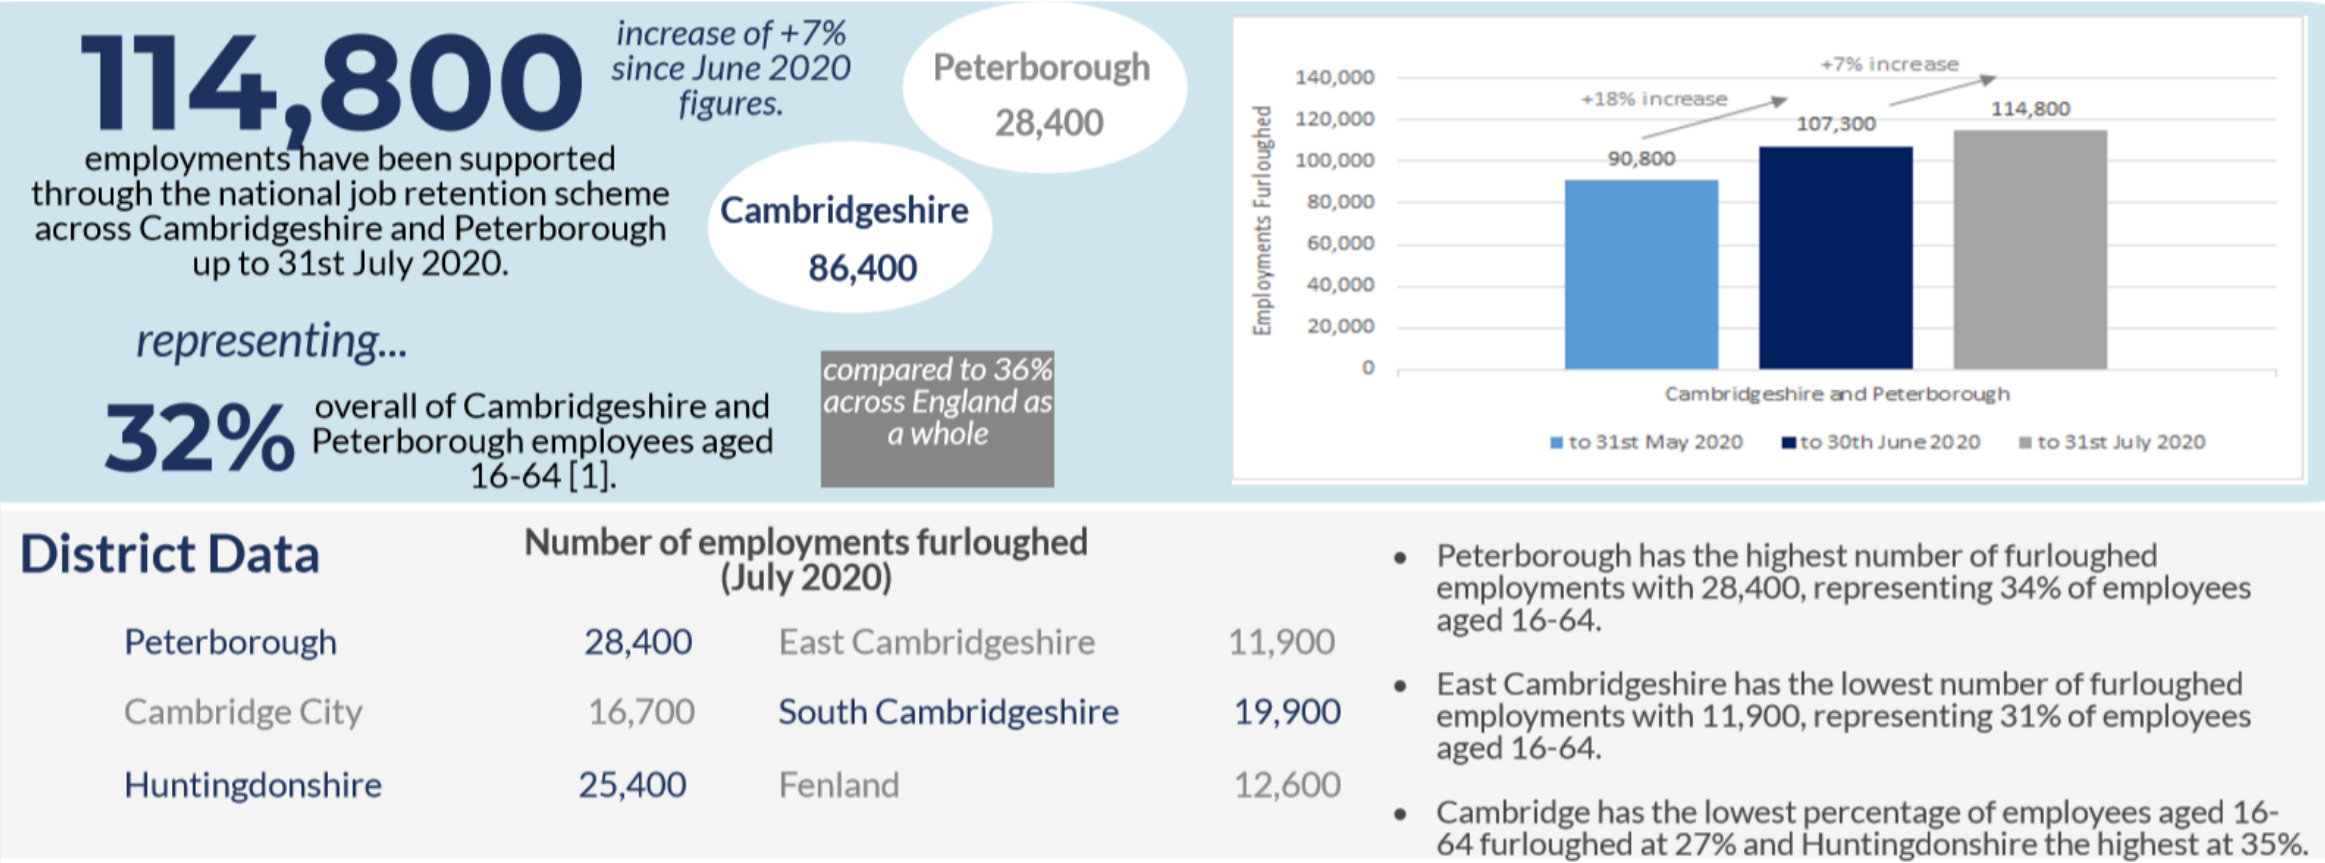 114,800
increase of +7%
since June 2020
figures.
employments have been supported
through the national job retention scheme
across Cambridgeshire and Peterborough
up to 31st July 2020.
Peterborough
28,400
Cambridgeshire
86,400
representing...
32%
overall of Cambridgeshire and
Peterborough employees aged
16-64 [1].
compared to 36%
across England as
a whole
Employments Furloughed
140,000
120,000
100,000
80,000
60,000
40,000
20,000
0
+18% increase
+7% increase
90,800
107,300
114,800
Cambridgeshire and Peterborough
to 31st May 2020
to 30th June 2020
to 31st July 2020
District Data
Number of employments furloughed
(July 2020)
Peterborough 28,400 East Cambridgeshire 11,900
Cambridge City 16,700 South Cambridgeshire 19,900
Huntingdonshire 25,400 Fenland 12,600
• Peterborough has the highest number of furloughed
employments with 28,400, representing 34% of employees
aged 16-64.
• East Cambridgeshire has the lowest number of furloughed
employments with 11,900, representing 31% of employees
aged 16-64.
• Cambridge has the lowest percentage of employees aged 16-
64 furloughed at 27% and Huntingdonshire the highest at 35%.